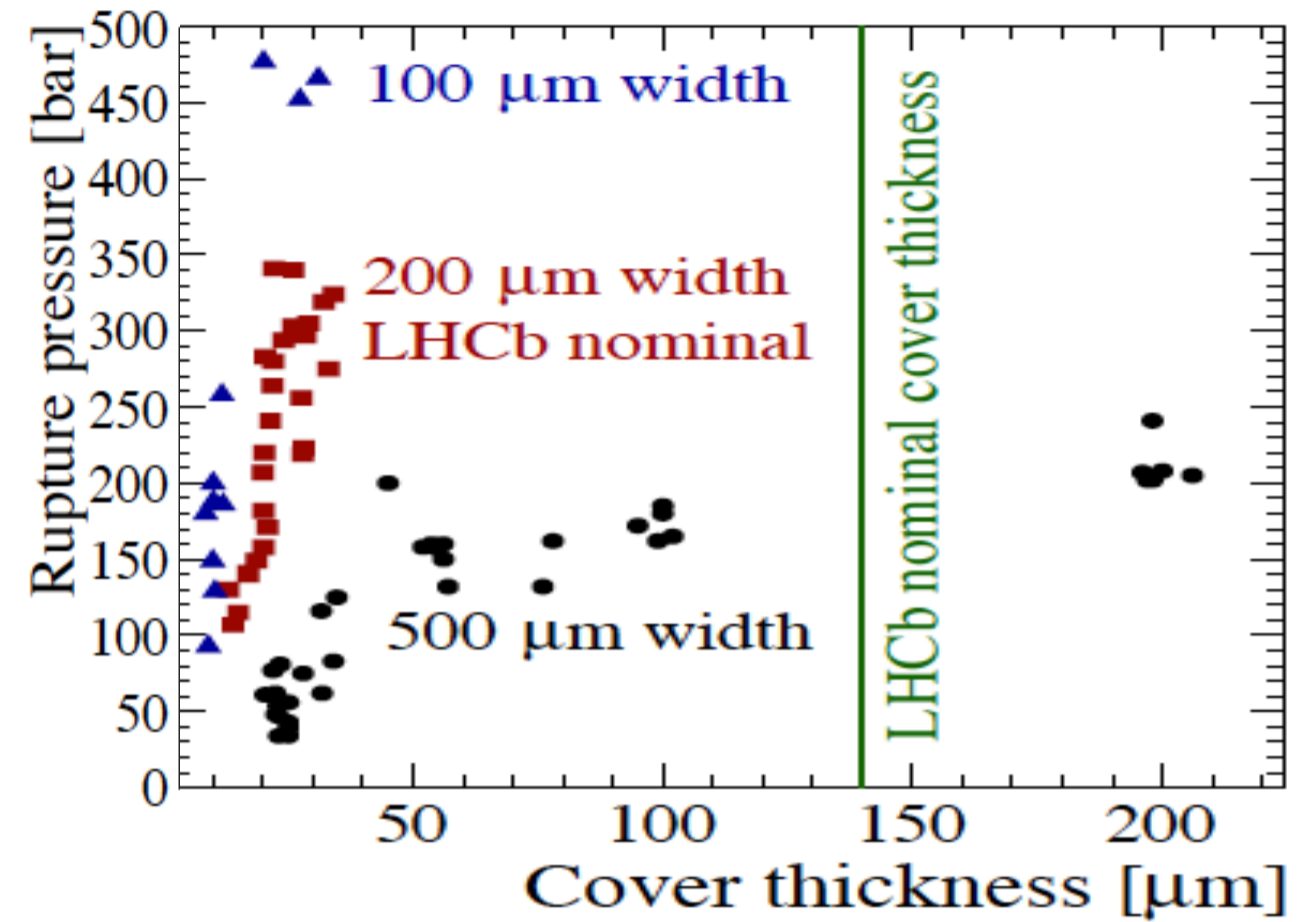 Rupture pressure [bar]
500
450
400
350
300
250
200
150
100
50
0
100 μm width
200 μm width
LHCb nominal
500 μm width
LHCb nominal cover thickness
50
100
150
200
Cover thickness [μm]